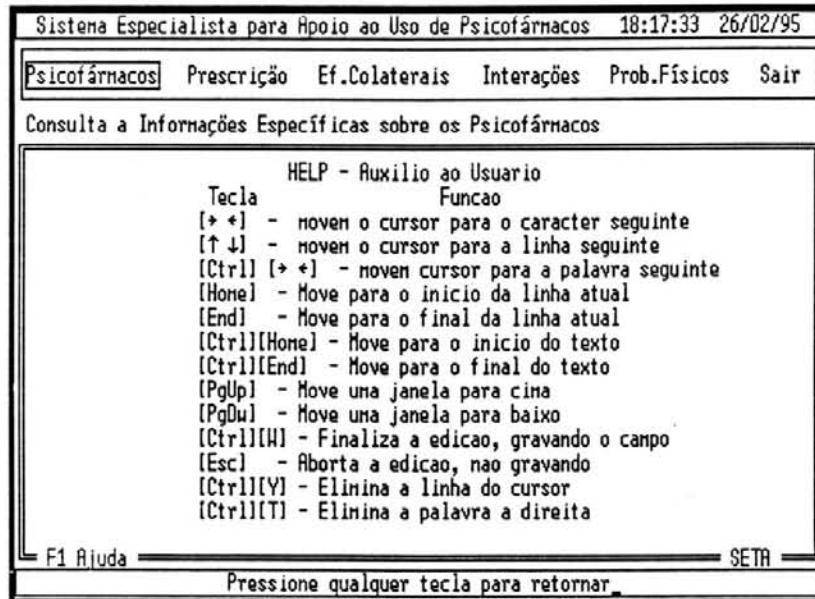 Sistema Especialista para Apoio ao Uso de Psicofármacos 18:17:33 26/02/95
Psicofármacos Prescrição Ef.Colaterais Interações Prob.Físicos Sair
Consulta a Informações Específicas sobre os Psicofármacos
HELP - Auxilio ao Usuario
Tecla Funcao
[→ ←] - movem o cursor para o caracter seguinte
[↑ ↓] - movem o cursor para a linha seguinte
[Ctrl] [→ ←] - movem cursor para a palavra seguinte
[Home] - Move para o inicio da linha atual
[End] - Move para o final da linha atual
[Ctrl][Home] - Move para o inicio do texto
[Ctrl][End] - Move para o final do texto
[PgUp] - Move uma janela para cima
[PgDw] - Move uma janela para baixo
[Ctrl][W] - Finaliza a edicao, gravando o campo
[Esc] - Aborta a edicao, nao gravando
[Ctrl][Y] - Elimina a linha do cursor
[Ctrl][T] - Elimina a palavra a direita
F1 Ajuda SETA
Pressione qualquer tecla para retornar_